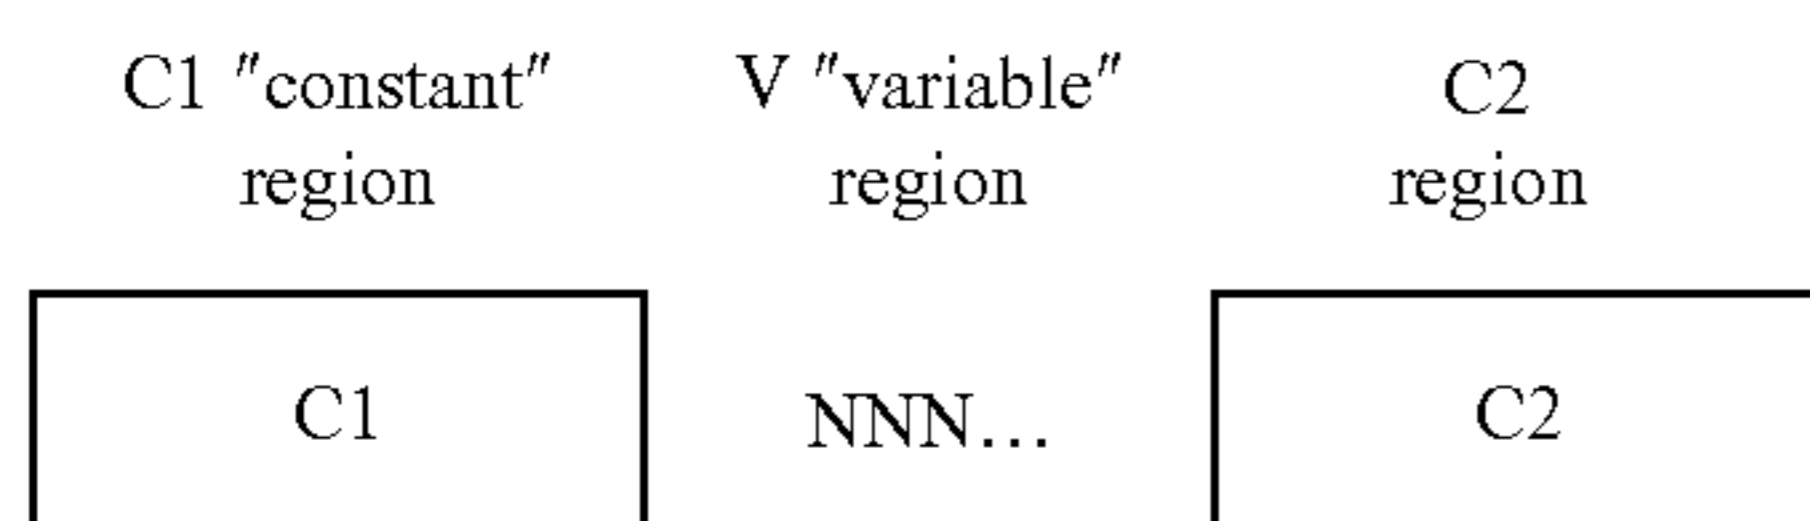 C1 "constant" region
V "variable" region
C2 region
C1
NNN...
C2